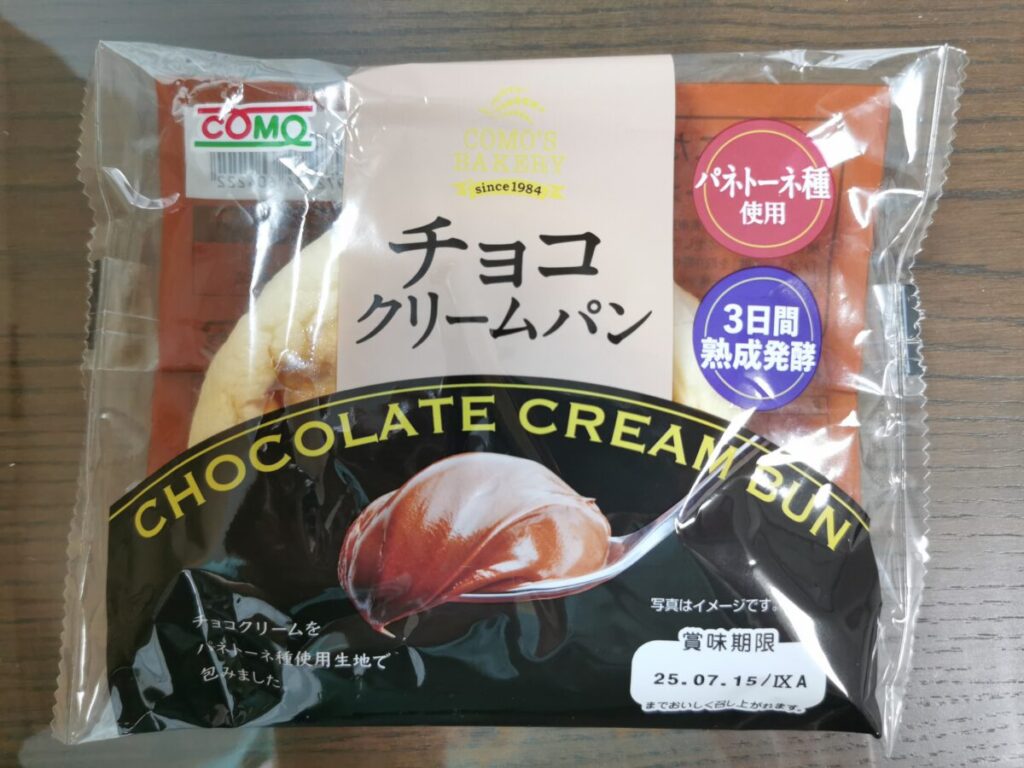 COMO
COMO'S
BAKERY
since1984
チョコ
クリームパン
パネトーネ種
使用
3日間
熟成発酵
CHOCOLATE CREAM BUN
チョコクリームを
パネトーネ種使用生地で
包みました。
写真はイメージです。
賞味期限
25.07.15/IX A
までおいしく召し上がれます。